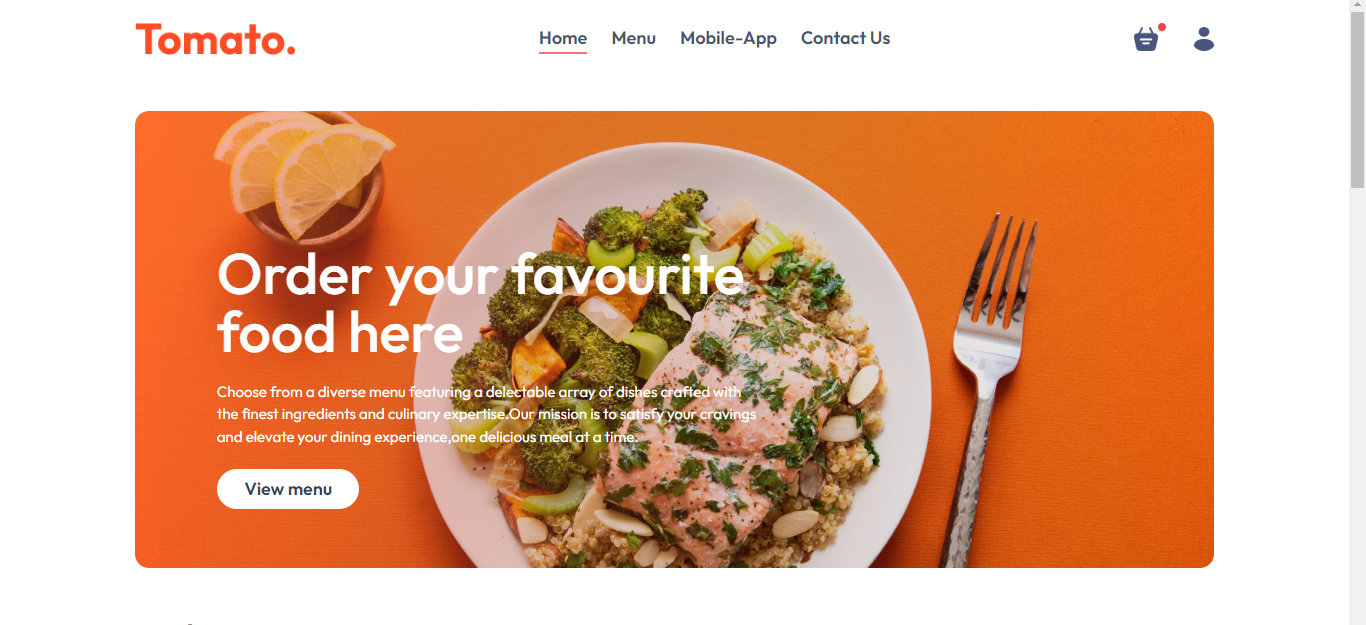 Tomato.
Home Menu Mobile-App Contact Us
Order your favourite
food here
Choose from a diverse menu featuring a delectable array of dishes crafted with
the finest ingredients and culinary expertise.Our mission is to satisfy your cravings
and elevate your dining experience,one delicious meal at a time.
View menu